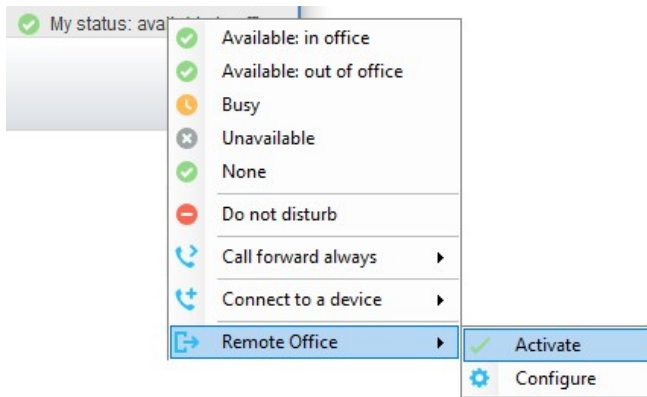 My status:
Available: in office
Available: out of office
Busy
Unavailable
None
Do not disturb
Call forward always
Connect to a device
Remote Office
Activate
Configure